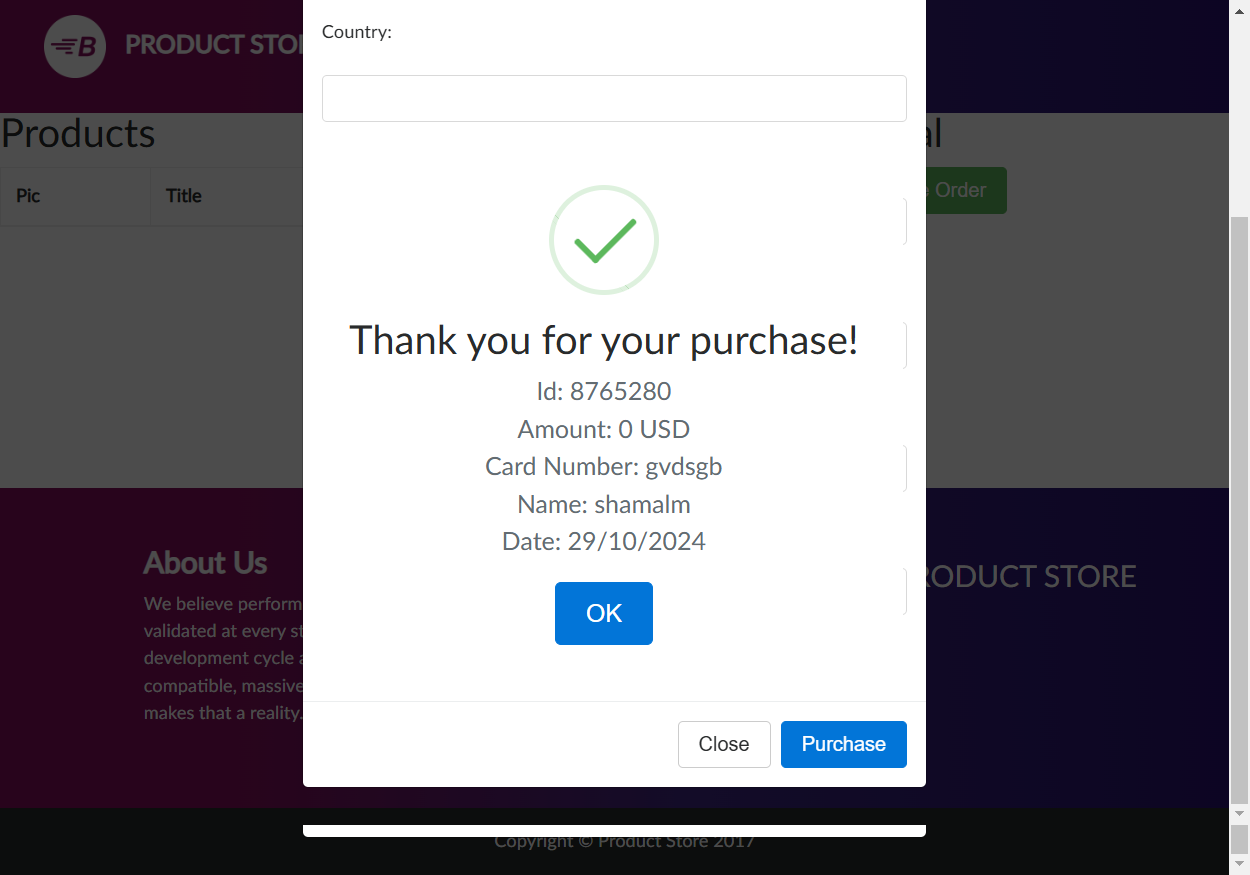 B
PRODUCT STO
Country:
Products
al
Pic
Title
Order
Thank you for your purchase!
Id: 8765280
Amount: 0 USD
Card Number: gvdsgb
Name: shamalm
Date: 29/10/2024
OK
About Us
We believe perform
validated at every st
development cycle a
compatible, massive
makes that a reality.
RODUCT STORE
Close
Purchase
Copyright © Product Store 2017